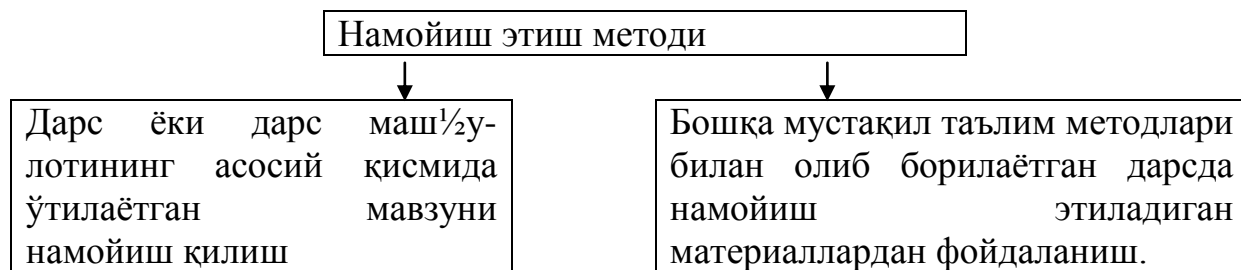 Намойиш этиш методи
Дарс ёки дарс маш½у-
лотининг асосий қисмида
ўтилаётган мавзуни
намойиш қилиш
Бошқа мустақил таълим методлари
билан олиб борилаётган дарсда
намойиш этиладиган
материаллардан фойдаланиш.